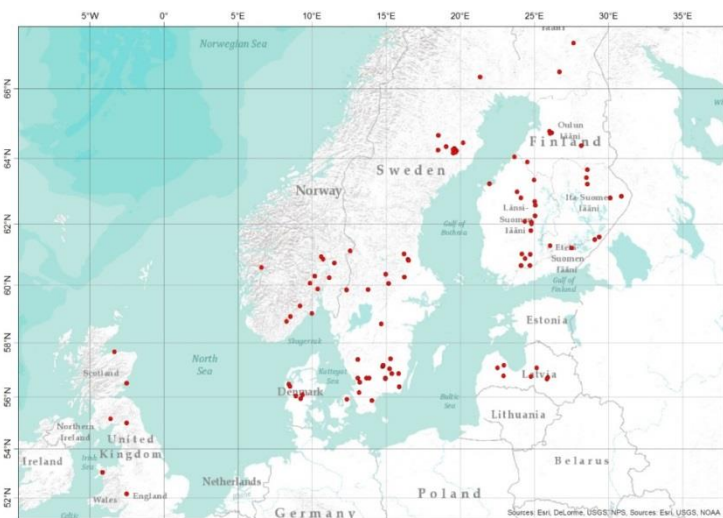 5°W 0° 5°E 10°E 15°E 20°E 25°E 30°E 35°E
Norwegian Sea
lääni
66°N
Oulun
lääni
Finland
64°N
Sweden
Norway
Länsi-
Suomen
lääni
Itä-Suomen
lääni
Gulf of
Bothnia
62°N
Etelä-
Suomen
lääni
60°N
Gulf of
Finland
Estonia
58°N
Skagerrak
Scotland
North
Sea
Kattegat
Sea
Latvia
Denmark
56°N
Baltic
Sea
Lithuania
Northern
Ireland
United
Kingdom
54°N
Ireland
Irish
Sea
Belarus
Netherlands
Poland
Wales
England
52°N
Germany
Celtic
Sources: Esri, DeLorme, USGS, NPS, Sources: Esri, USGS, NOAA